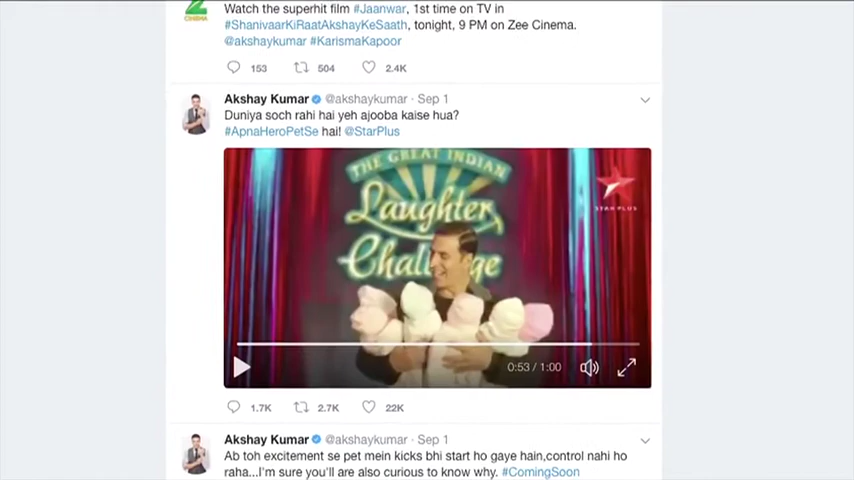 Z
CINEMA
Watch the superhit film #Jaanwar, 1st time on TV in
#ShanivaarKiRaatAkshayKeSaath, tonight, 9 PM on Zee Cinema.
@akshaykumar #KarismaKapoor
153 504 2.4K
Akshay Kumar @akshaykumar · Sep 1
Duniya soch rahi hai yeh ajooba kaise hua?
#ApnaHeroPetSe hai! @StarPlus
THE GREAT INDIAN
Laughter
Challenge
STAR PLUS
0:53 / 1:00
1.7K 2.7K 22K
Akshay Kumar @akshaykumar · Sep 1
Ab toh excitement se pet mein kicks bhi start ho gaye hain,control nahi ho
raha...I'm sure you'll are also curious to know why. #ComingSoon